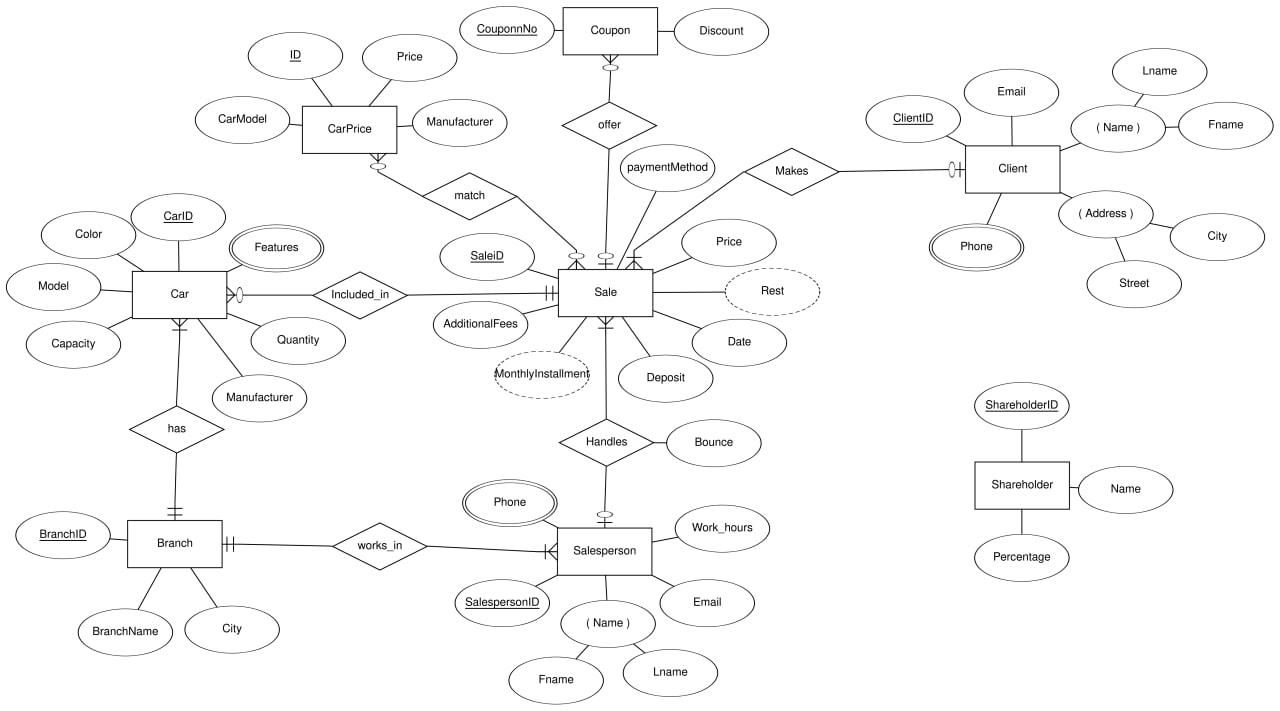 CouponnNo
Coupon
Discount
ID
Price
CarModel
CarPrice
Manufacturer
offer
Lname
Email
ClientID
( Name )
Fname
Client
Makes
paymentMethod
match
( Address )
City
Phone
Street
CarID
Color
Features
Model
Car
Capacity
Quantity
Manufacturer
Included_in
SaleiD
Price
Sale
Rest
AdditionalFees
Date
MonthlyInstallment
Deposit
has
Handles
Bounce
ShareholderID
Shareholder
Name
Percentage
Phone
BranchID
Branch
works_in
Salesperson
Work_hours
SalespersonID
Email
BranchName
City
( Name )
Fname
Lname